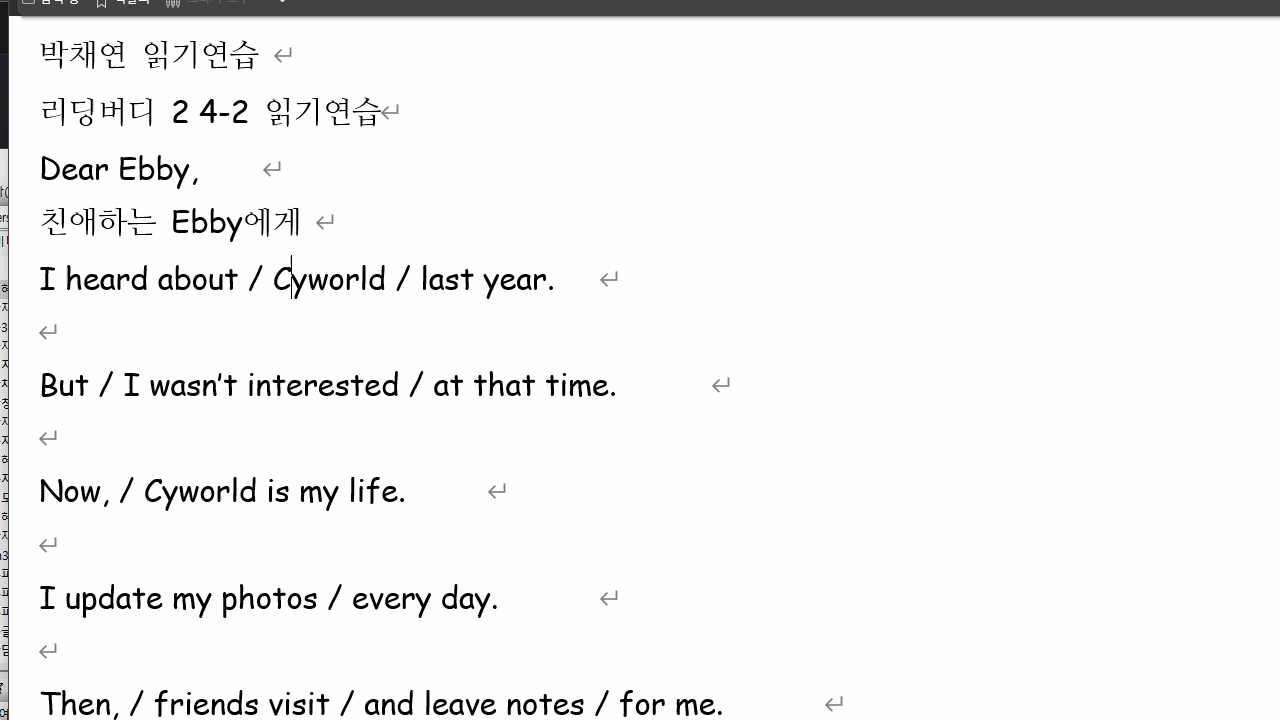 박채연 읽기연습
리딩버디 2 4-2 읽기연습
Dear Ebby,
친애하는 Ebby에게
I heard about / Cyworld / last year.
But / I wasn’t interested / at that time.
Now, / Cyworld is my life.
I update my photos / every day.
Then, / friends visit / and leave notes / for me.